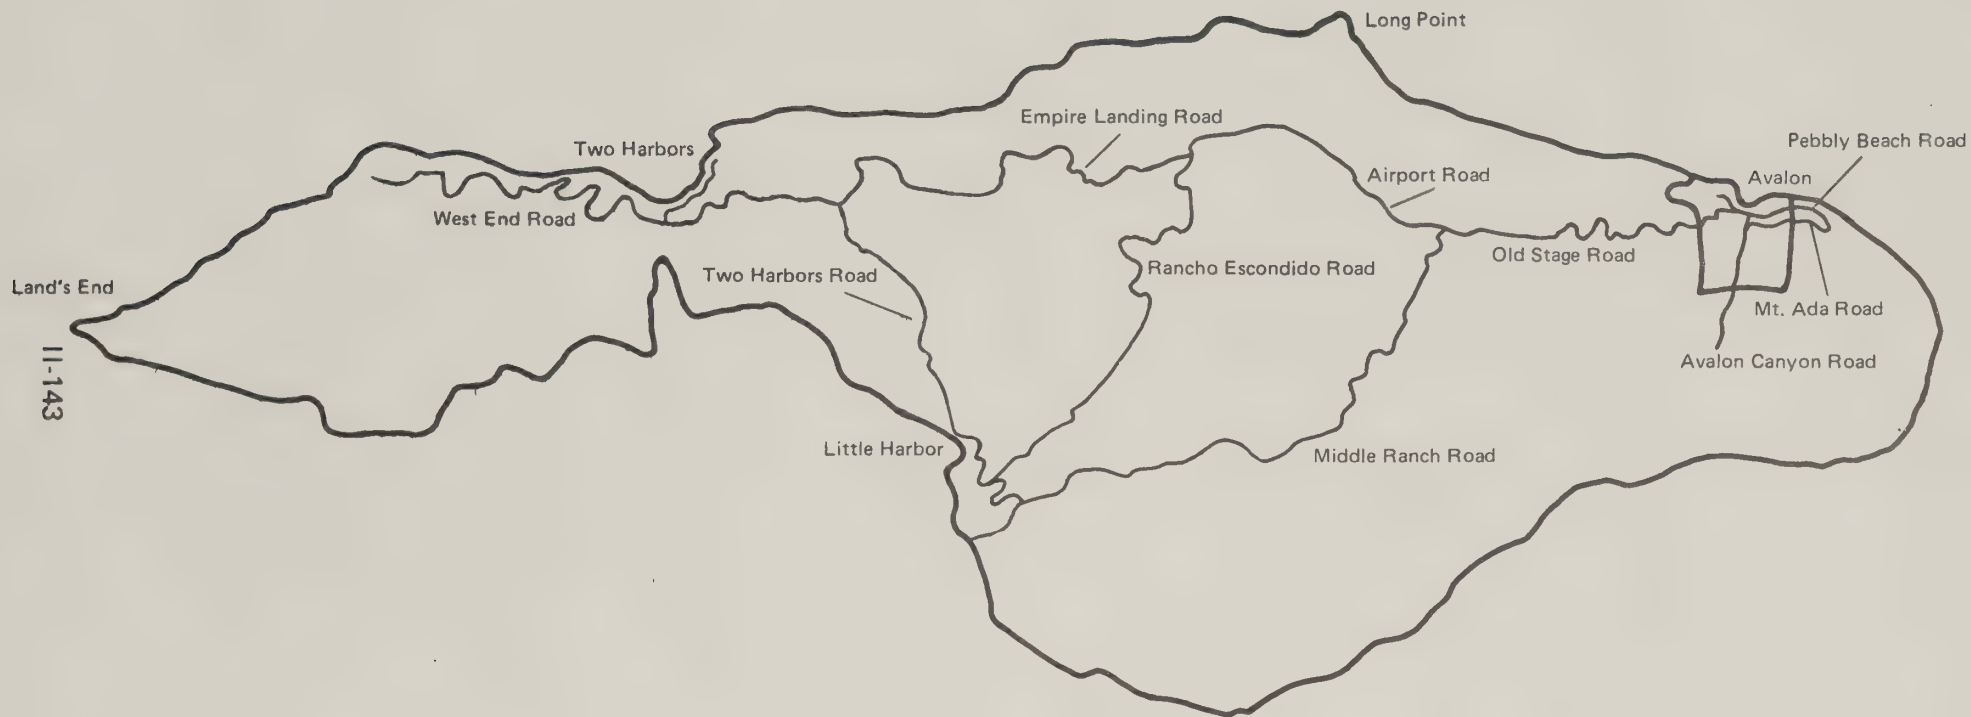 Long Point
Empire Landing Road
Pebbly Beach Road
Two Harbors
Airport Road
Avalon
West End Road
Old Stage Road
Two Harbors Road
Rancho Escondido Road
Land's End
Mt. Ada Road
Avalon Canyon Road
II-143
Little Harbor
Middle Ranch Road